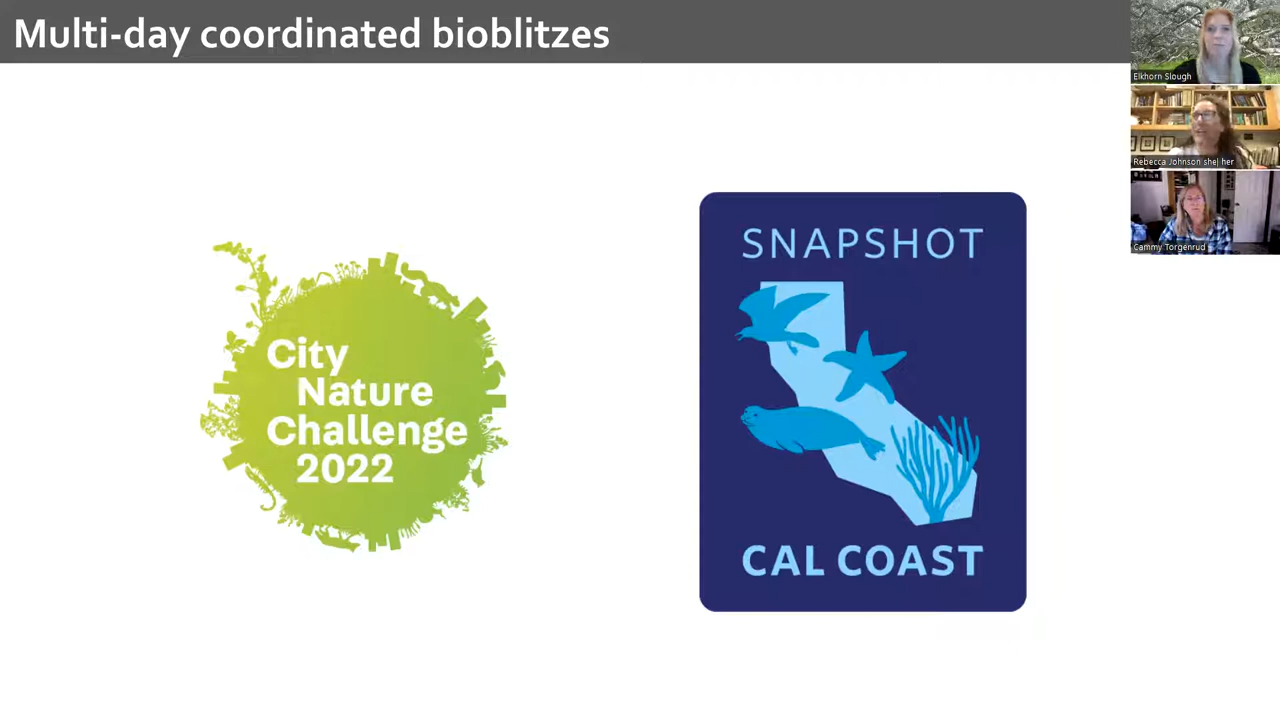 Multi-day coordinated bioblitzes
City
Nature
Challenge
2022
SNAPSHOT
CAL COAST
Elkhorn Slough
Rebecca Johnson she| her
Cammy Torgenrud